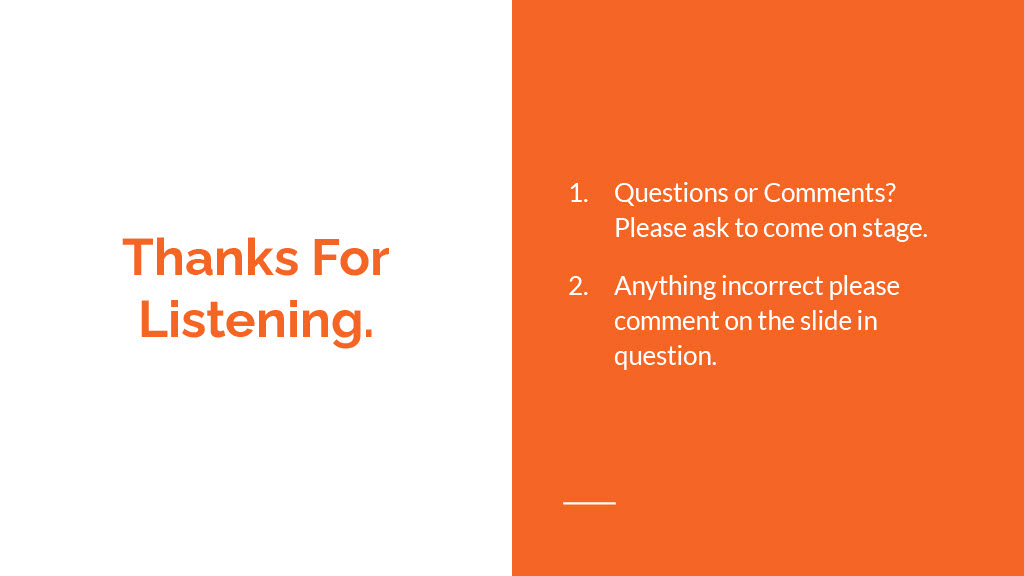 Thanks For
Listening.
1. Questions or Comments?
Please ask to come on stage.
2. Anything incorrect please
comment on the slide in
question.